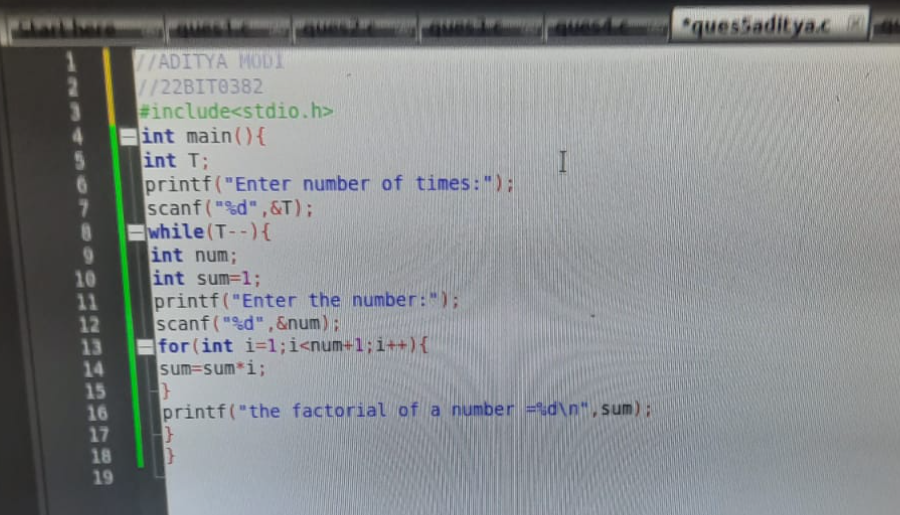 Start here ques1.c ques2.c ques3.c ques4.c *ques5aditya.c
1 //ADITYA MODI
2 //22BIT0382
3 #include<stdio.h>
4 int main(){
5 int T;
6 printf("Enter number of times:");
7 scanf("%d",&T);
8 while(T--){
9 int num;
10 int sum=1;
11 printf("Enter the number:");
12 scanf("%d",&num);
13 for(int i=1;i<num+1;i++){
14 sum=sum*i;
15 }
16 printf("the factorial of a number =%d\n",sum);
17 }
18 }
19